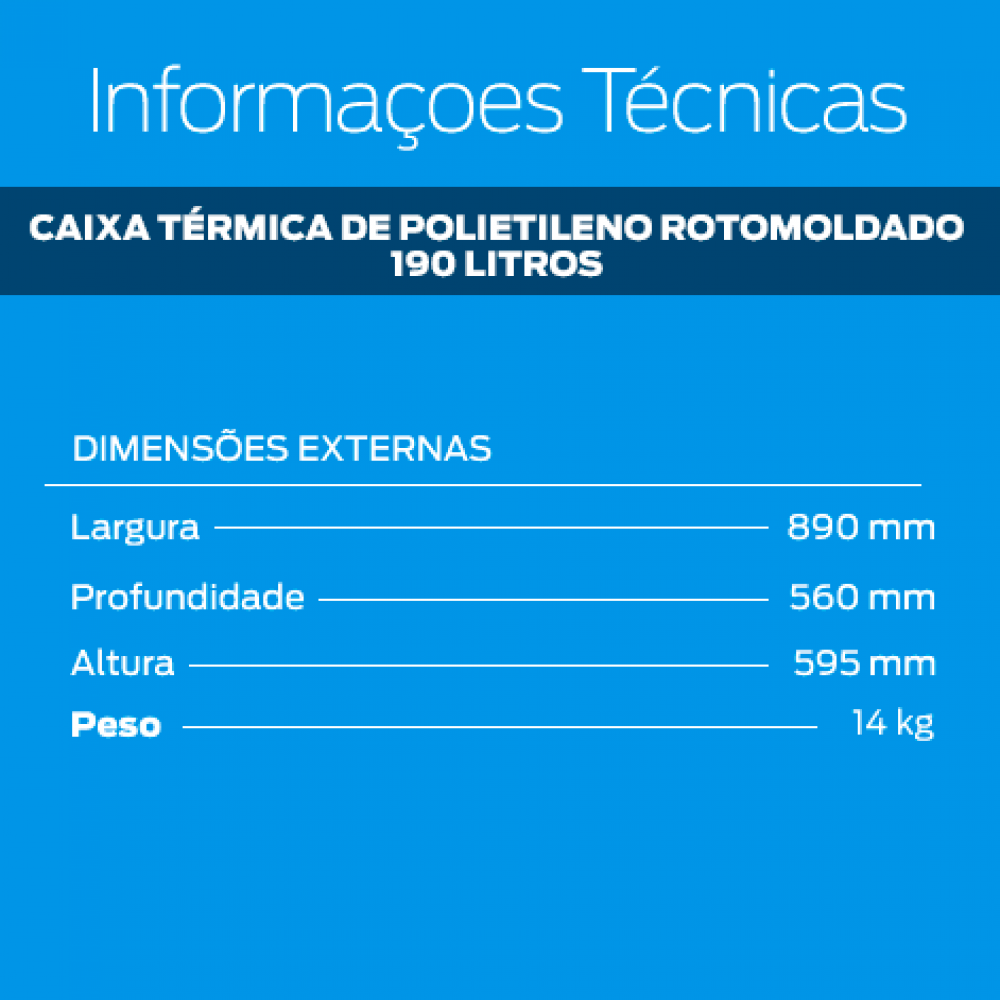 Informaçoes Técnicas
CAIXA TÉRMICA DE POLIETILENO ROTOMOLDADO
190 LITROS
DIMENSÕES EXTERNAS
Largura 890 mm
Profundidade 560 mm
Altura 595 mm
Peso 14 kg